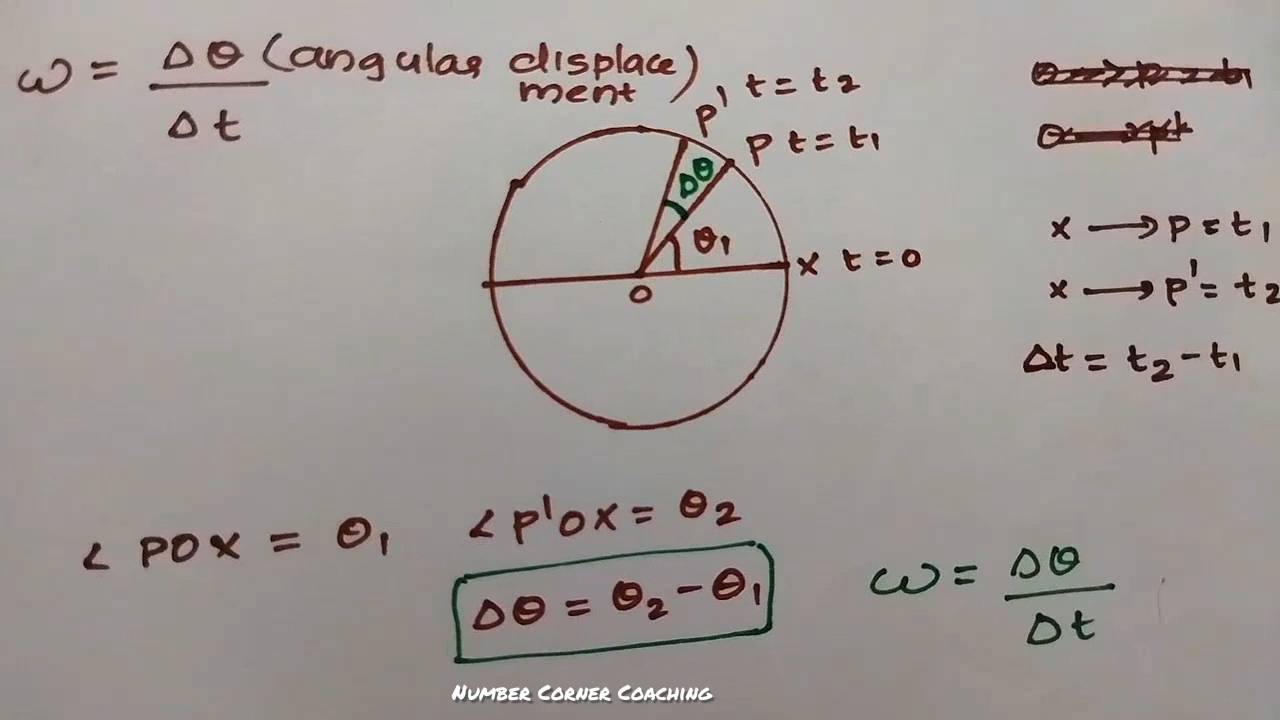 ω = Δθ (angular displace
ment)
Δt
p' t = t2
p t = t1
Δθ
θ1
x t = 0
o
x → p = t1
x → p' = t2
Δt = t2 - t1
∠ POX = θ1
∠ P'OX = θ2
Δθ = θ2 - θ1
ω = Δθ
Δt
NUMBER CORNER COACHING